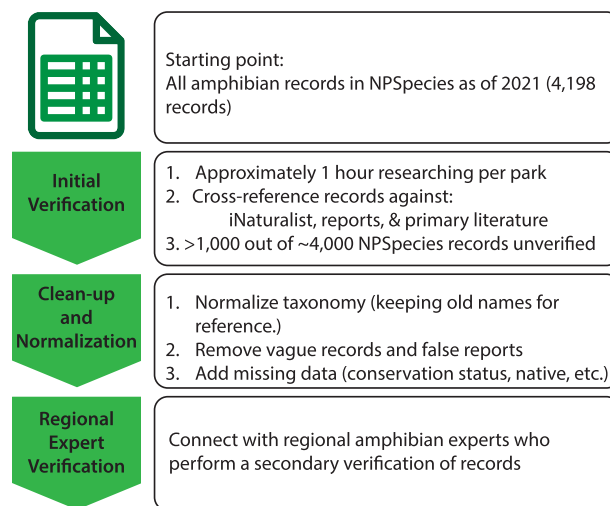 Starting point:
All amphibian records in NPSpecies as of 2021 (4,198
records)
Initial
Verification
1. Approximately 1 hour researching per park
2. Cross-reference records against:
iNaturalist, reports, & primary literature
3. >1,000 out of ~4,000 NPSpecies records unverified
Clean-up
and
Normalization
1. Normalize taxonomy (keeping old names for
reference.)
2. Remove vague records and false reports
3. Add missing data (conservation status, native, etc.)
Regional
Expert
Verification
Connect with regional amphibian experts who
perform a secondary verification of records